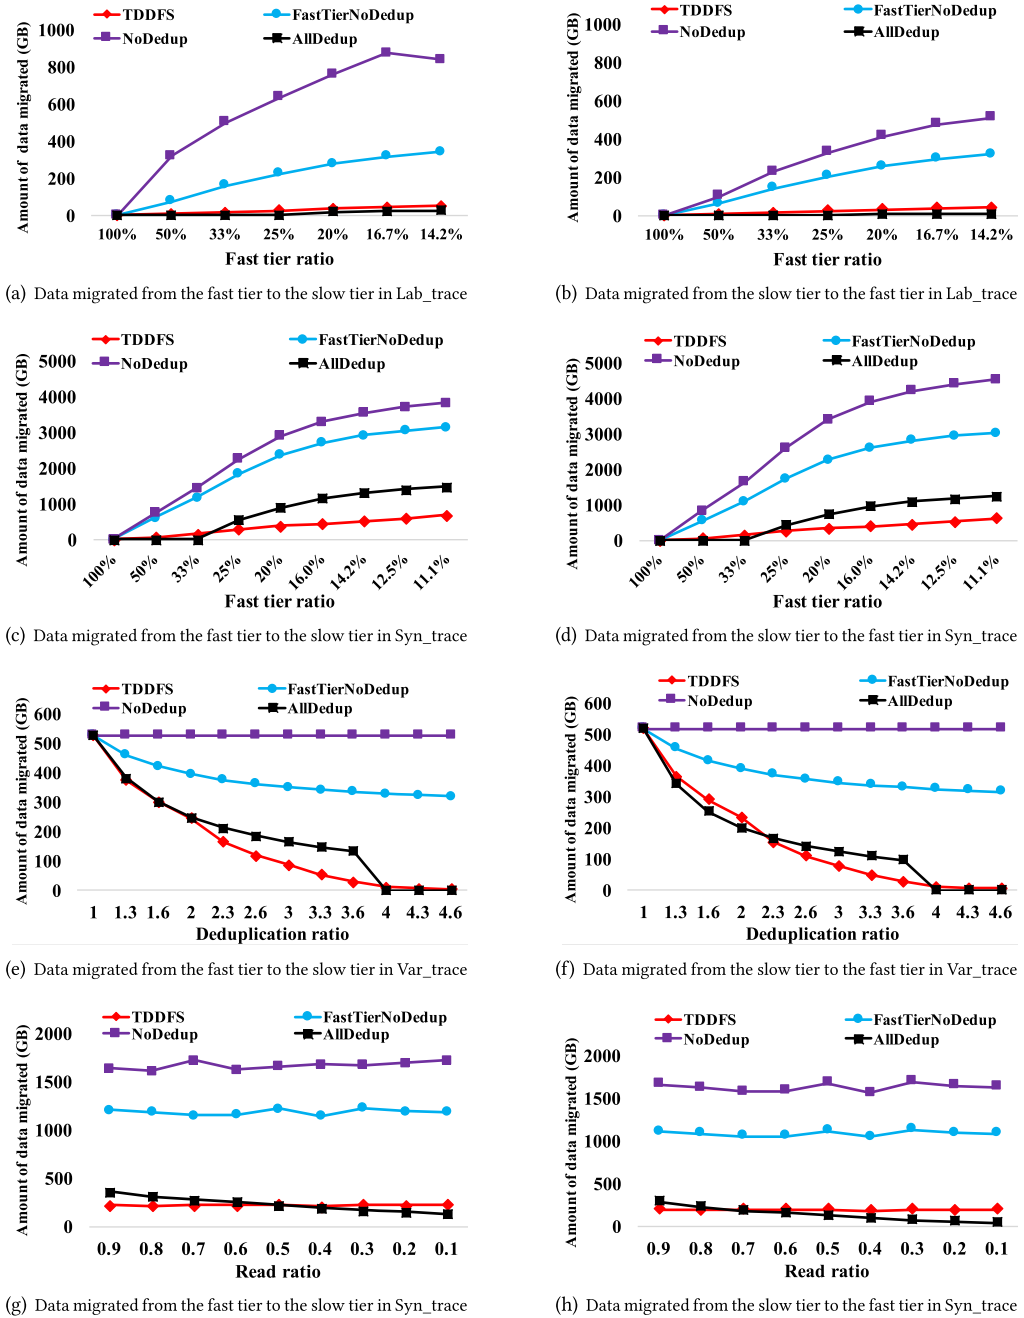 TDDFS FastTierNoDedup
NoDedup AllDedup
Amount of data migrated (GB)
1000
800
600
400
200
0
100% 50% 33% 25% 20% 16.7% 14.2%
Fast tier ratio
(a) Data migrated from the fast tier to the slow tier in Lab_trace
TDDFS FastTierNoDedup
NoDedup AllDedup
Amount of data migrated (GB)
1000
800
600
400
200
0
100% 50% 33% 25% 20% 16.7% 14.2%
Fast tier ratio
(b) Data migrated from the slow tier to the fast tier in Lab_trace
TDDFS FastTierNoDedup
NoDedup AllDedup
Amount of data migrated (GB)
5000
4000
3000
2000
1000
0
100% 50% 33% 25% 20% 16.0% 14.2% 12.5% 11.1%
Fast tier ratio
(c) Data migrated from the fast tier to the slow tier in Syn_trace
TDDFS FastTierNoDedup
NoDedup AllDedup
Amount of data migrated (GB)
5000
4000
3000
2000
1000
0
100% 50% 33% 25% 20% 16.0% 14.2% 12.5% 11.1%
Fast tier ratio
(d) Data migrated from the slow tier to the fast tier in Syn_trace
TDDFS FastTierNoDedup
NoDedup AllDedup
Amount of data migrated (GB)
600
500
400
300
200
100
0
1 1.3 1.6 2 2.3 2.6 3 3.3 3.6 4 4.3 4.6
Deduplication ratio
(e) Data migrated from the fast tier to the slow tier in Var_trace
TDDFS FastTierNoDedup
NoDedup AllDedup
Amount of data migrated (GB)
600
500
400
300
200
100
0
1 1.3 1.6 2 2.3 2.6 3 3.3 3.6 4 4.3 4.6
Deduplication ratio
(f) Data migrated from the slow tier to the fast tier in Var_trace
TDDFS FastTierNoDedup
NoDedup AllDedup
Amount of data migrated (GB)
2000
1500
1000
500
0
0.9 0.8 0.7 0.6 0.5 0.4 0.3 0.2 0.1
Read ratio
(g) Data migrated from the fast tier to the slow tier in Syn_trace
TDDFS FastTierNoDedup
NoDedup AllDedup
Amount of data migrated (GB)
2000
1500
1000
500
0
0.9 0.8 0.7 0.6 0.5 0.4 0.3 0.2 0.1
Read ratio
(h) Data migrated from the slow tier to the fast tier in Syn_trace